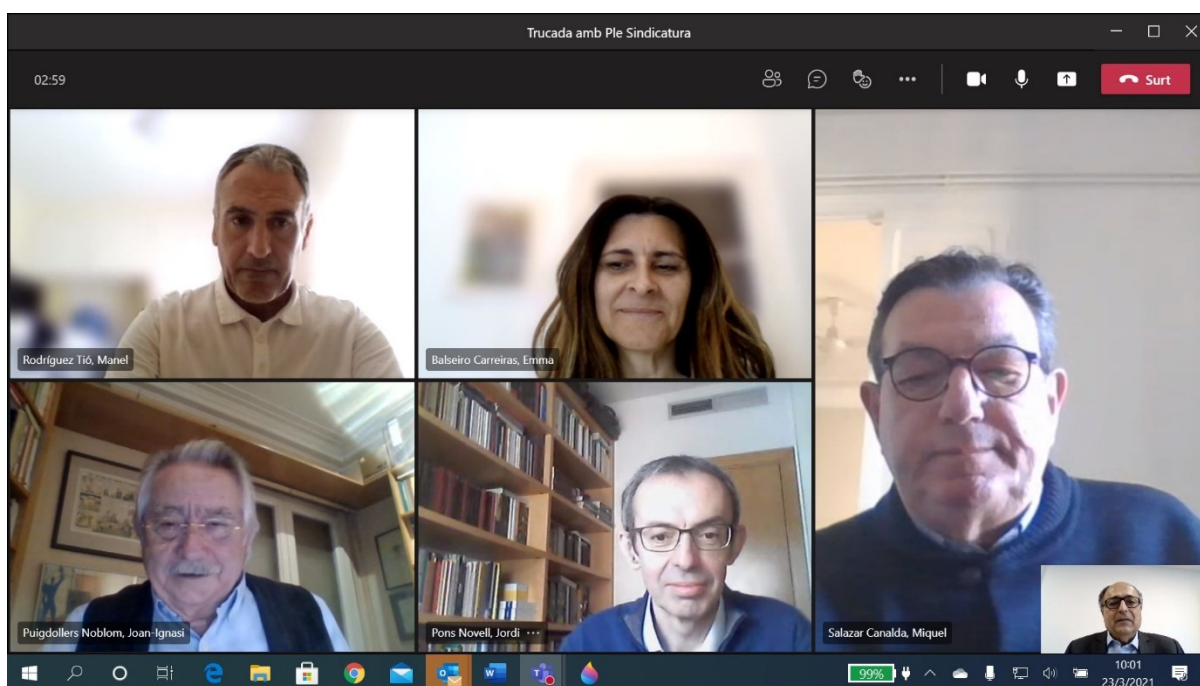 Trucada amb Ple Sindicatura
02:59
Surt
Rodríguez Tió, Manel
Balseiro Carreiras, Emma
Puigdollers Noblom, Joan-Ignasi
Pons Novell, Jordi ···
Salazar Canalda, Miquel
99%
10:01
23/3/2021